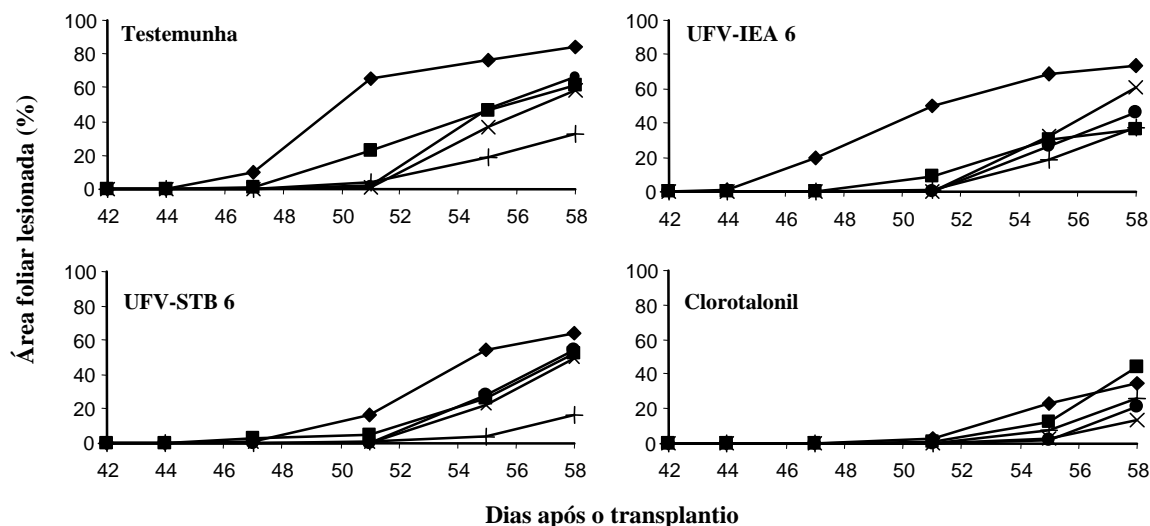 Área foliar lesionada (%)
Testemunha
100
80
60
40
20
0
42 44 46 48 50 52 54 56 58
UFV-IEA 6
100
80
60
40
20
0
42 44 46 48 50 52 54 56 58
UFV-STB 6
100
80
60
40
20
0
42 44 46 48 50 52 54 56 58
Clorotalonil
100
80
60
40
20
0
42 44 46 48 50 52 54 56 58
Dias após o transplantio